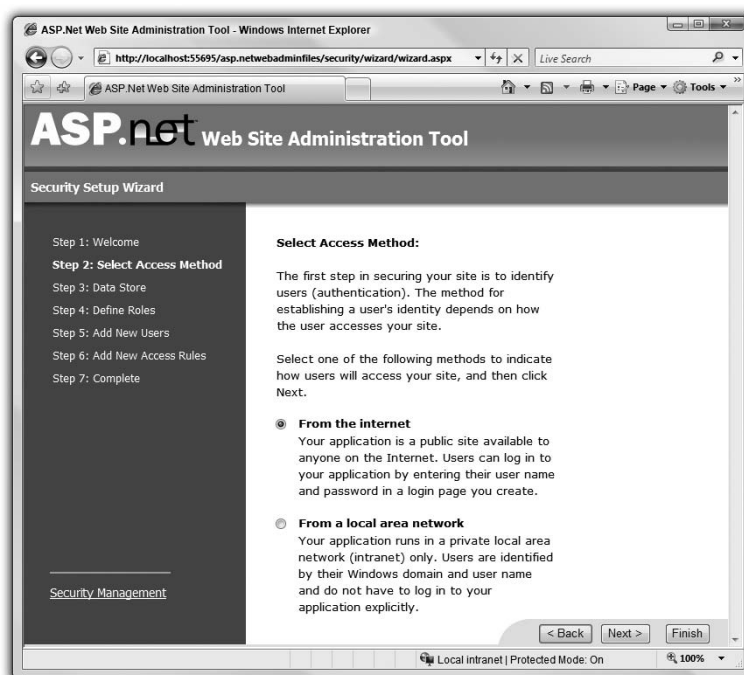 ASP.Net Web Site Administration Tool - Windows Internet Explorer
http://localhost:55695/asp.netwebadminfiles/security/wizard/wizard.aspx
Live Search
ASP.Net Web Site Administration Tool
Page
Tools
ASP.net Web Site Administration Tool
Security Setup Wizard
Step 1: Welcome
Step 2: Select Access Method
Step 3: Data Store
Step 4: Define Roles
Step 5: Add New Users
Step 6: Add New Access Rules
Step 7: Complete
Security Management
Select Access Method:
The first step in securing your site is to identify
users (authentication). The method for
establishing a user's identity depends on how
the user accesses your site.
Select one of the following methods to indicate
how users will access your site, and then click
Next.
From the internet
Your application is a public site available to
anyone on the Internet. Users can log in to
your application by entering their user name
and password in a login page you create.
From a local area network
Your application runs in a private local area
network (intranet) only. Users are identified
by their Windows domain and user name
and do not have to log in to your
application explicitly.
< Back
Next >
Finish
Local intranet | Protected Mode: On
100%